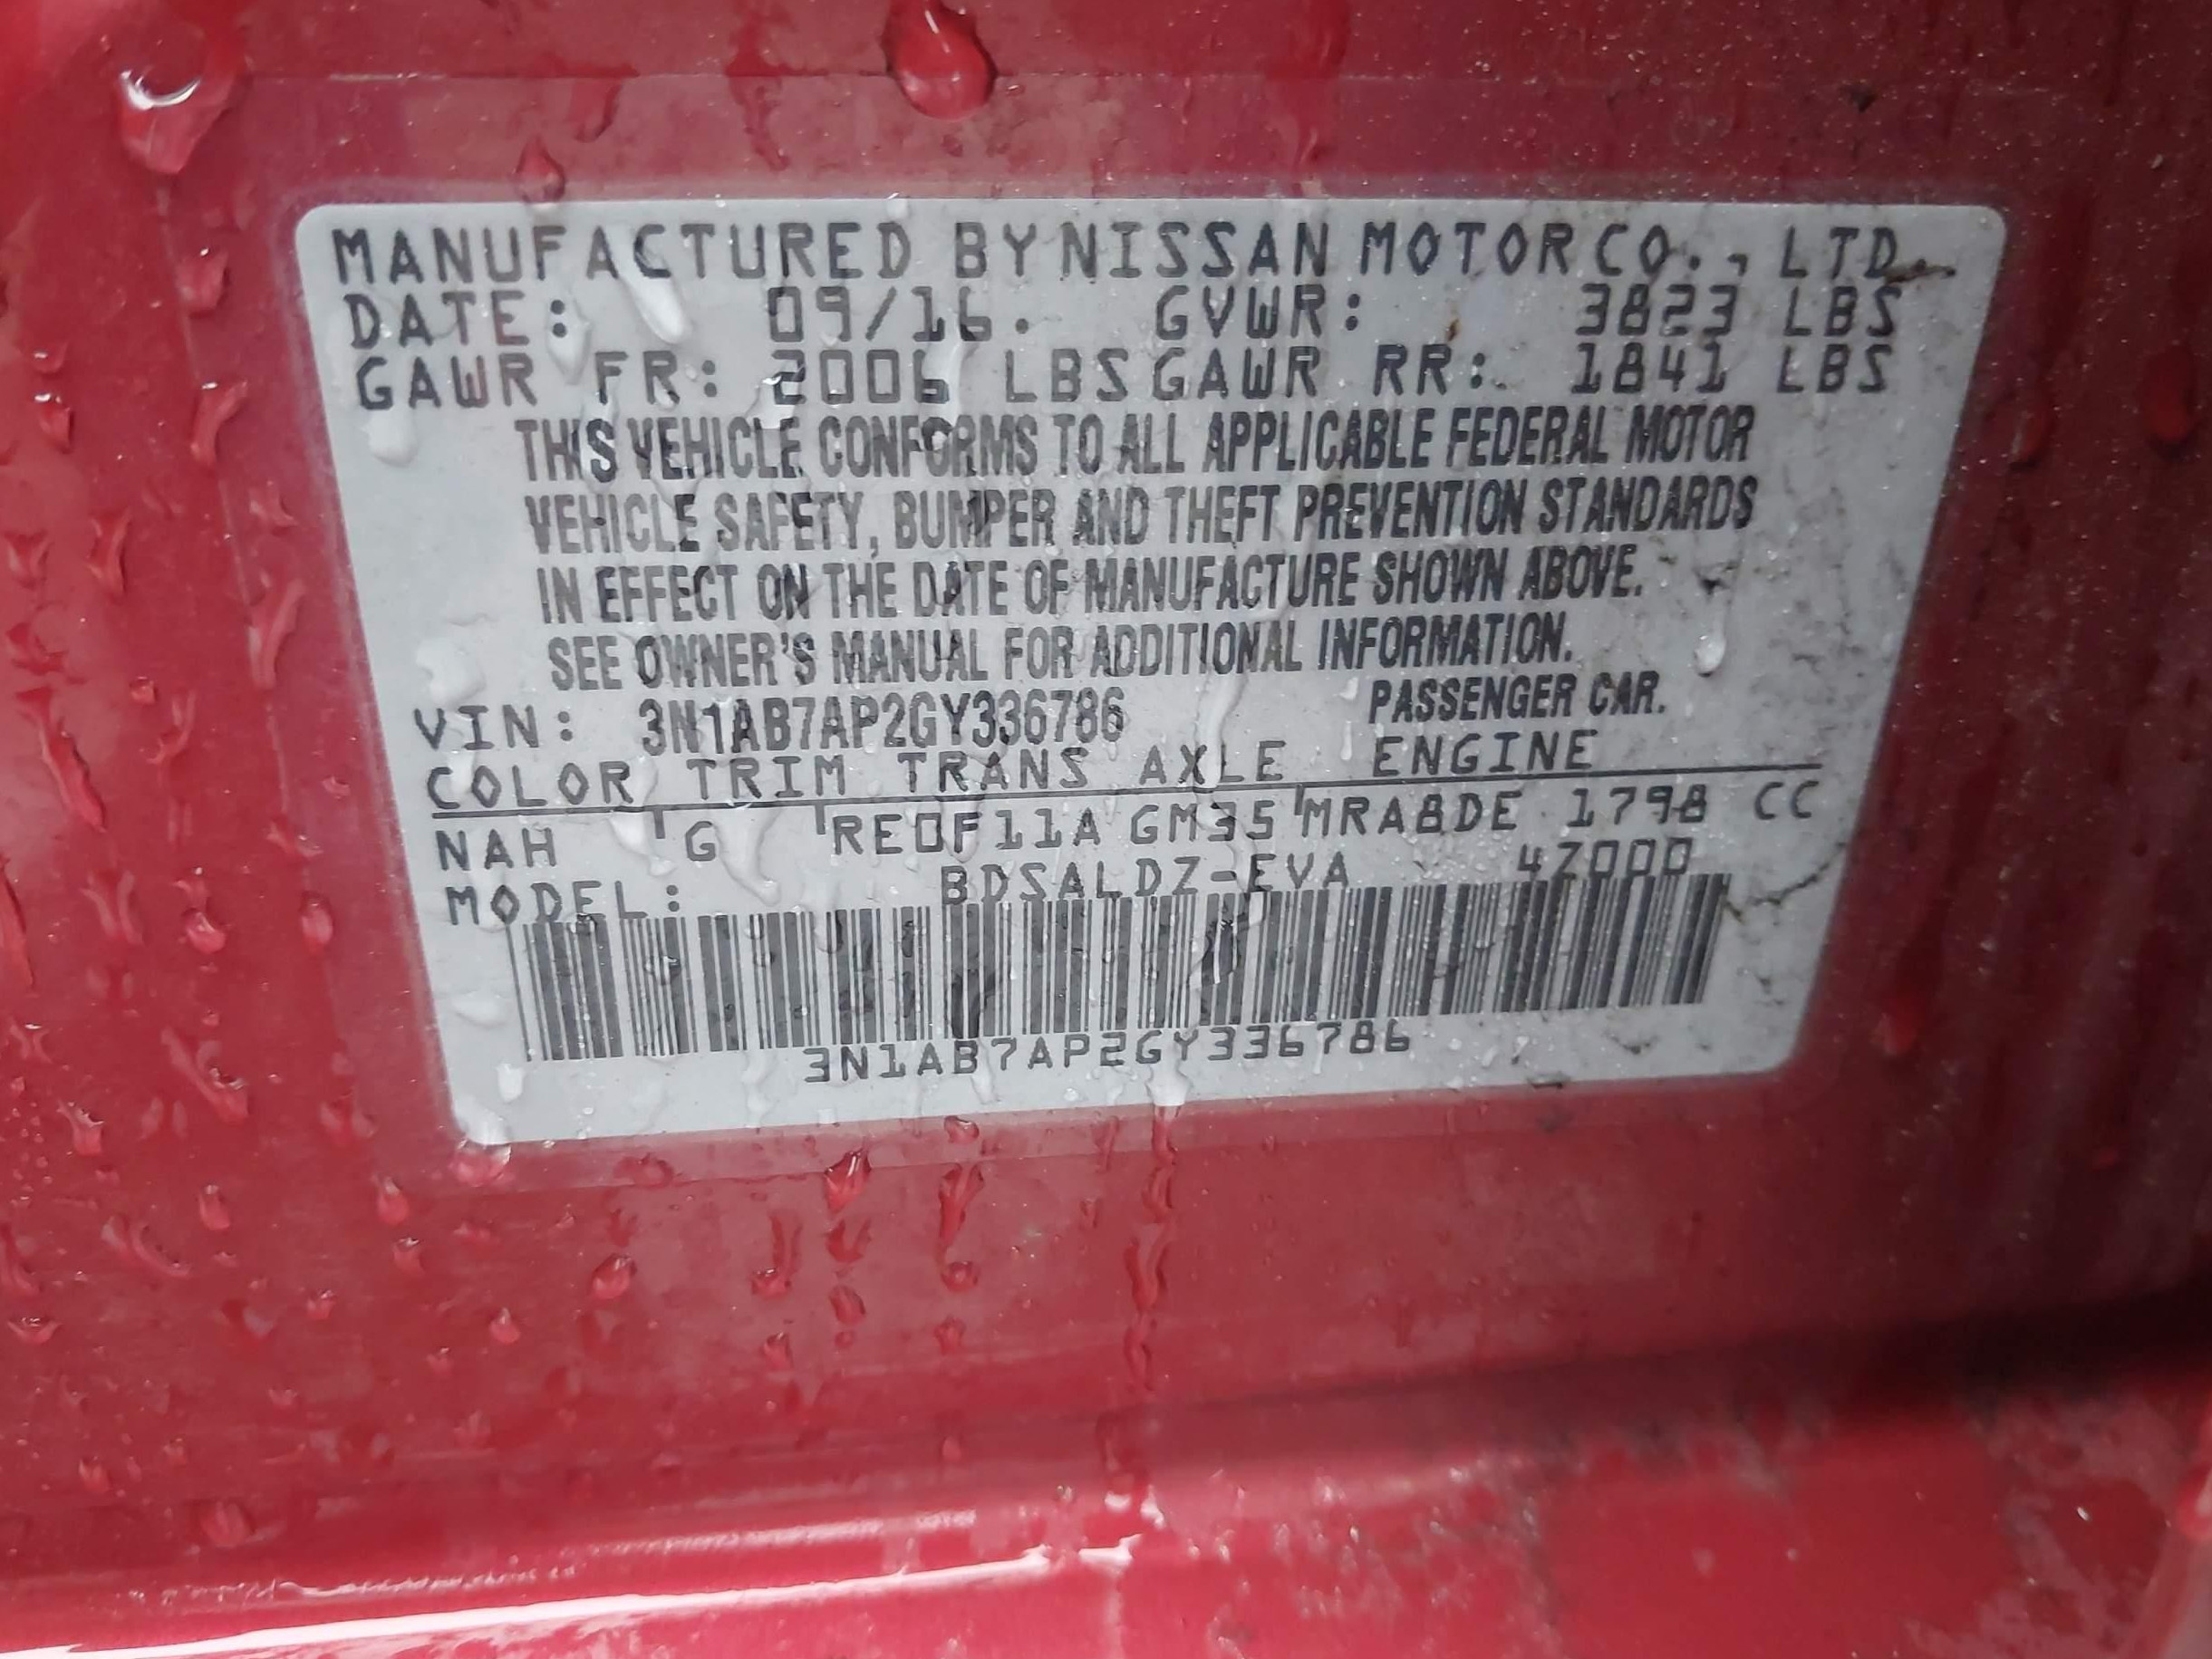 MANUFACTURED BY NISSAN MOTOR CO., LTD.
DATE: 09/16. GVWR: 3823 LBS
GAWR FR: 2006 LBS GAWR RR: 1841 LBS
THIS VEHICLE CONFORMS TO ALL APPLICABLE FEDERAL MOTOR
VEHICLE SAFETY, BUMPER AND THEFT PREVENTION STANDARDS
IN EFFECT ON THE DATE OF MANUFACTURE SHOWN ABOVE.
SEE OWNER'S MANUAL FOR ADDITIONAL INFORMATION.
VIN: 3N1AB7AP2GY336786 PASSENGER CAR.
COLOR TRIM TRANS AXLE ENGINE
NAH G RE0F11A GM35 MRA8DE 1798 CC
MODEL: BDSALDZ-EVA 4Z000
3N1AB7AP2GY336786